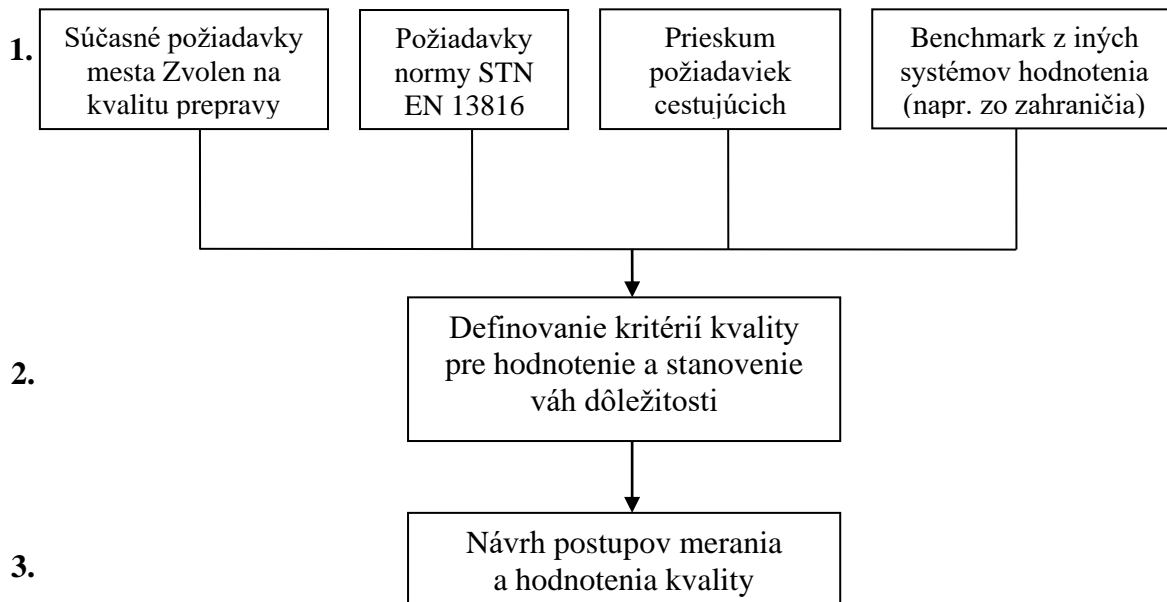 1.
Súčasné požiadavky
mesta Zvolen na
kvalitu prepravy
Požiadavky
normy STN
EN 13816
Prieskum
požiadaviek
cestujúcich
Benchmark z iných
systémov hodnotenia
(napr. zo zahraničia)
2.
Definovanie kritérií kvality
pre hodnotenie a stanovenie
váh dôležitosti
3.
Návrh postupov merania
a hodnotenia kvality